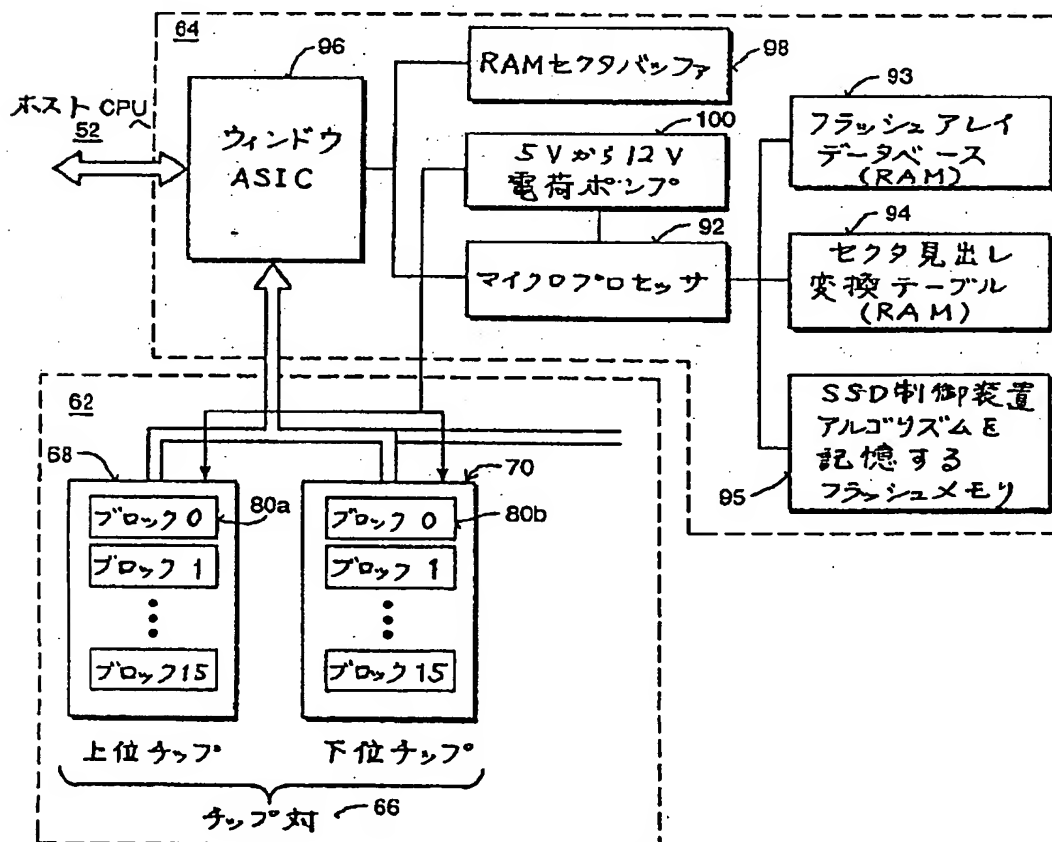 64
96
ホスト CPU
52
ウィンドウ
ASIC
RAMセクタバッファ
98
100
5Vから12V
電荷ポンプ
92
マイクロプロセッサ
93
フラッシュアレイ
データベース
(RAM)
94
セクタ見出し
変換テーブル
(RAM)
SSD制御装置
アルゴリズムを
記憶する
フラッシュメモリ
95
62
68
ブロック0
80a
ブロック1
ブロック15
上位チップ
70
ブロック0
80b
ブロック1
ブロック15
下位チップ
チップ対
66